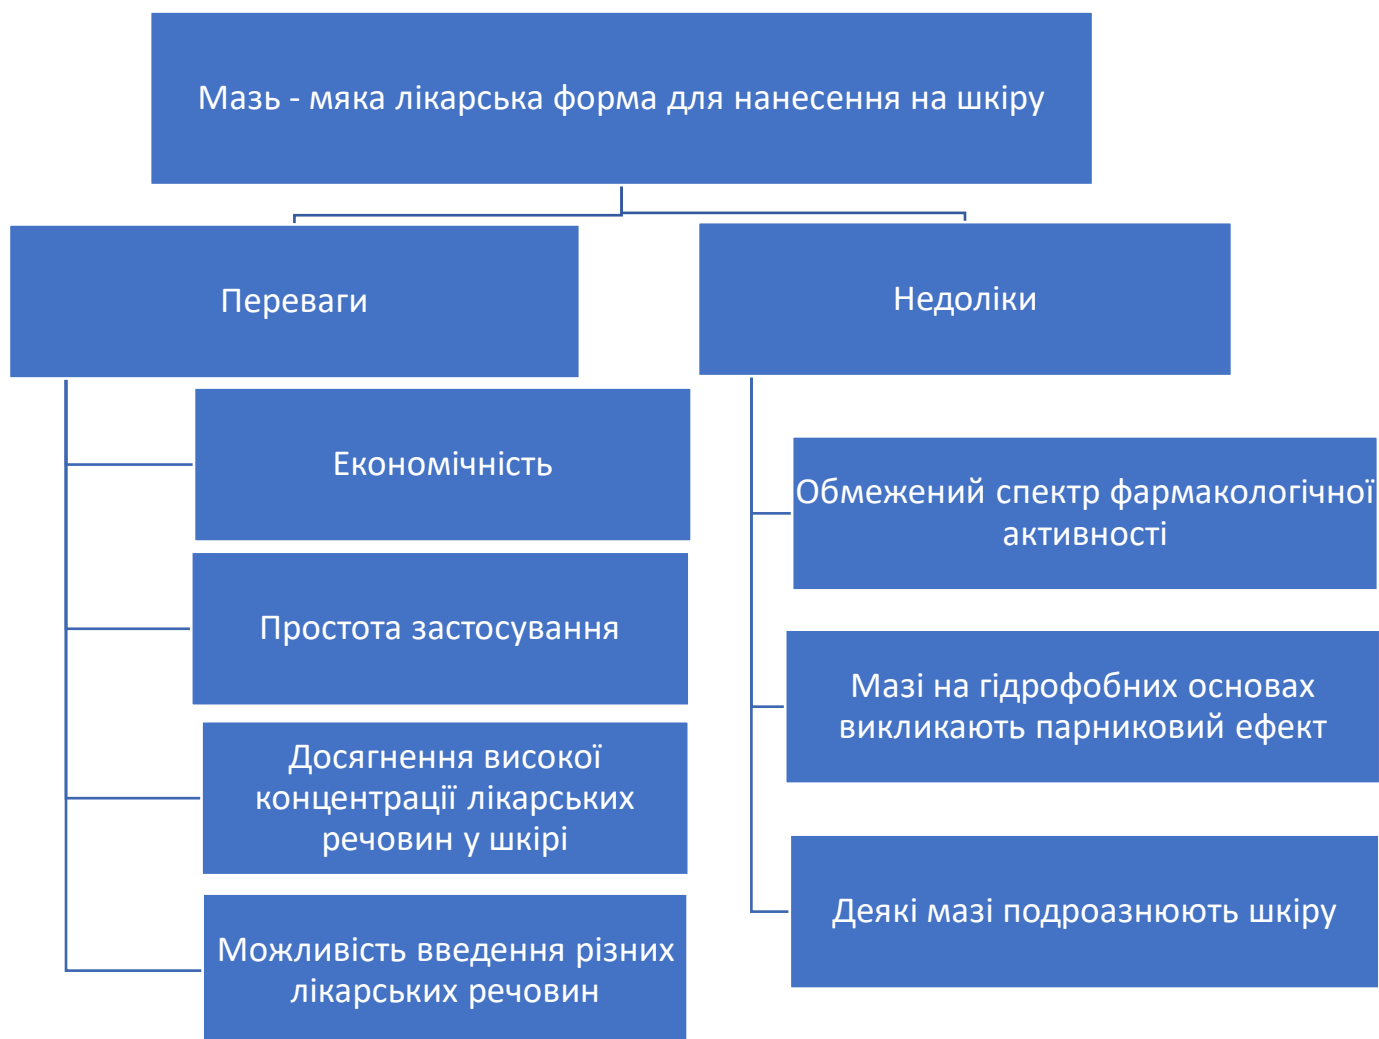 Мазь - мяка лікарська форма для нанесення на шкіру
Переваги
Економічність
Простота застосування
Досягнення високої
концентрації лікарських
речовин у шкірі
Можливість введення різних
лікарських речовин
Недоліки
Обмежений спектр фармакологічної
активності
Мазі на гідрофобних основах
викликають парниковий ефект
Деякі мазі подроазнюють шкіру